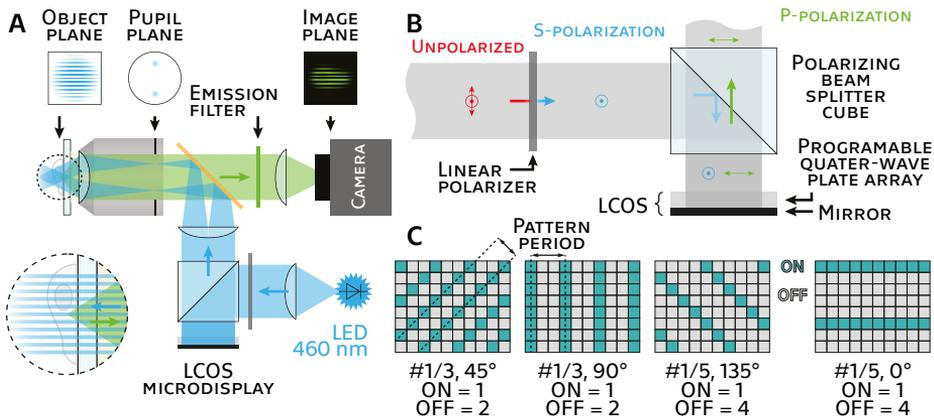 A
OBJECT
PLANE
PUPIL
PLANE
IMAGE
PLANE
EMISSION
FILTER
CAMERA
LED
460 nm
LCOS
MICRODISPLAY
B
UNPOLARIZED
S-POLARIZATION
P-POLARIZATION
POLARIZING
BEAM
SPLITTER
CUBE
LINEAR
POLARIZER
PROGRAMABLE
QUATER-WAVE
PLATE ARRAY
LCOS {
MIRROR
C
PATTERN
PERIOD
ON
OFF
#1/3, 45°
ON = 1
OFF = 2
#1/3, 90°
ON = 1
OFF = 2
#1/5, 135°
ON = 1
OFF = 4
#1/5, 0°
ON = 1
OFF = 4